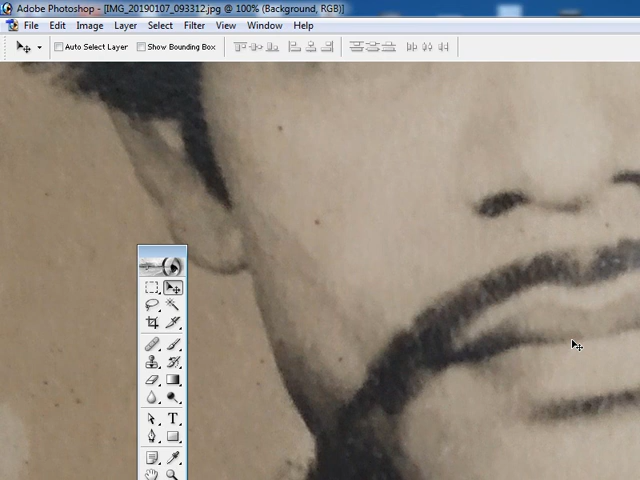 Adobe Photoshop - [IMG_20190107_093312.jpg @ 100% (Background, RGB)]
File Edit Image Layer Select Filter View Window Help
Auto Select Layer Show Bounding Box
T